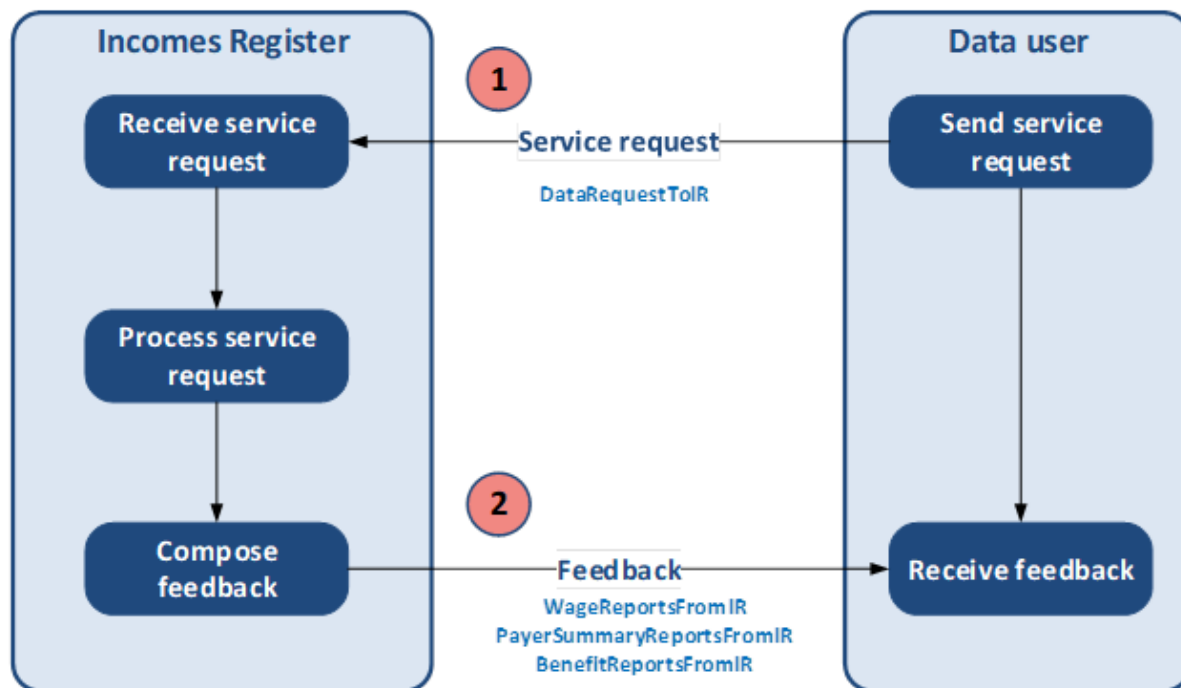 Incomes Register
Data user
1
Receive service
request
Service request
Send service
request
DataRequestToIR
Process service
request
2
Compose
feedback
Feedback
Receive feedback
WageReportsFromIR
PayerSummaryReportsFromIR
BenefitReportsFromIR